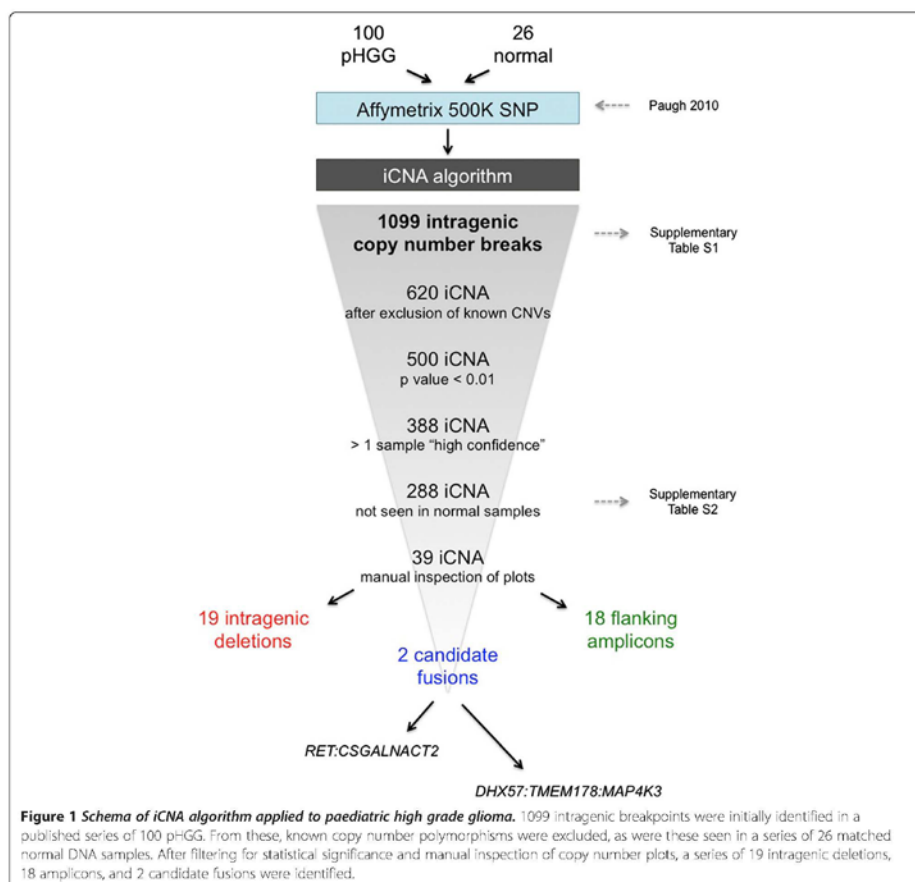 100
pHGG
26
normal
Affymetrix 500K SNP
Paugh 2010
iCNA algorithm
1099 intragenic
copy number breaks
Supplementary
Table S1
620 iCNA
after exclusion of known CNVs
500 iCNA
p value < 0.01
388 iCNA
> 1 sample “high confidence”
288 iCNA
not seen in normal samples
Supplementary
Table S2
39 iCNA
manual inspection of plots
19 intragenic
deletions
18 flanking
amplicons
2 candidate
fusions
RET:CSGALNACT2
DHX57:TMEM178:MAP4K3
Figure 1 Schema of iCNA algorithm applied to paediatric high grade glioma. 1099 intragenic breakpoints were initially identified in a
published series of 100 pHGG. From these, known copy number polymorphisms were excluded, as were these seen in a series of 26 matched
normal DNA samples. After filtering for statistical significance and manual inspection of copy number plots, a series of 19 intragenic deletions,
18 amplicons, and 2 candidate fusions were identified.